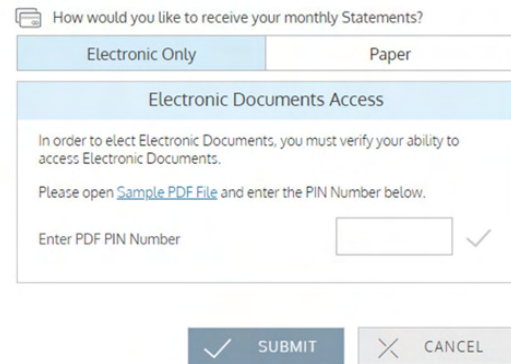 How would you like to receive your monthly Statements?
Electronic Only
Paper
Electronic Documents Access
In order to elect Electronic Documents, you must verify your ability to
access Electronic Documents.
Please open Sample PDF File and enter the PIN Number below.
Enter PDF PIN Number
SUBMIT
CANCEL